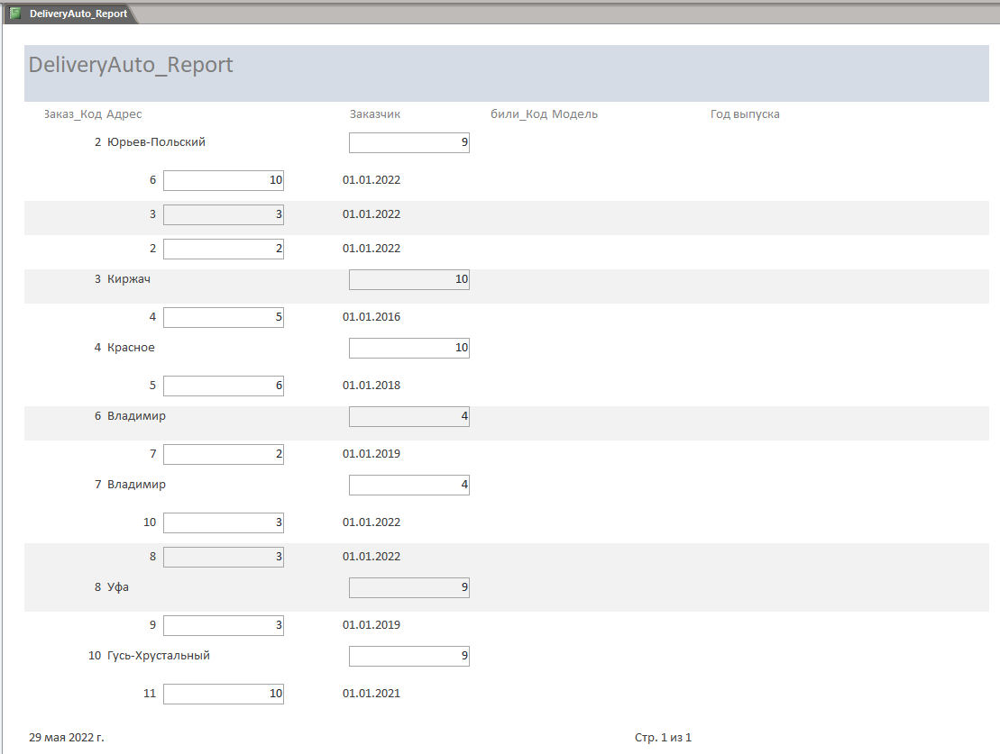 DeliveryAuto_Report
DeliveryAuto_Report
Заказ_Код Адрес Заказчик били_Код Модель Год выпуска
2 Юрьев-Польский 9
6 10 01.01.2022
3 3 01.01.2022
2 2 01.01.2022
3 Киржач 10
4 5 01.01.2016
4 Красное 10
5 6 01.01.2018
6 Владимир 4
7 2 01.01.2019
7 Владимир 4
10 3 01.01.2022
8 3 01.01.2022
8 Уфа 9
9 3 01.01.2019
10 Гусь-Хрустальный 9
11 10 01.01.2021
29 мая 2022 г. Стр. 1 из 1